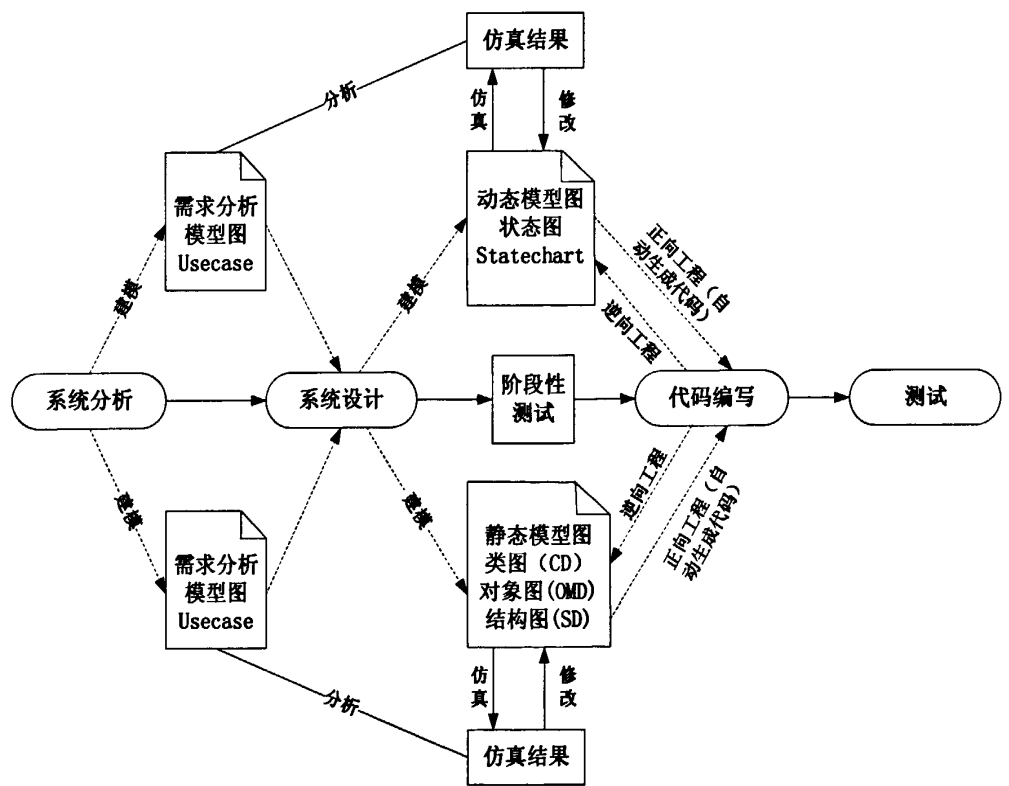 仿真结果
分析
仿真
修改
需求分析
模型图
Usecase
动态模型图
状态图
Statechart
建模
建模
正向工程（自
动生成代码）
逆向工程
系统分析
系统设计
阶段性
测试
代码编写
测试
建模
建模
逆向工程
正向工程（自
动生成代码）
需求分析
模型图
Usecase
静态模型图
类图（CD）
对象图(OMD)
结构图(SD)
仿真
修改
分析
仿真结果